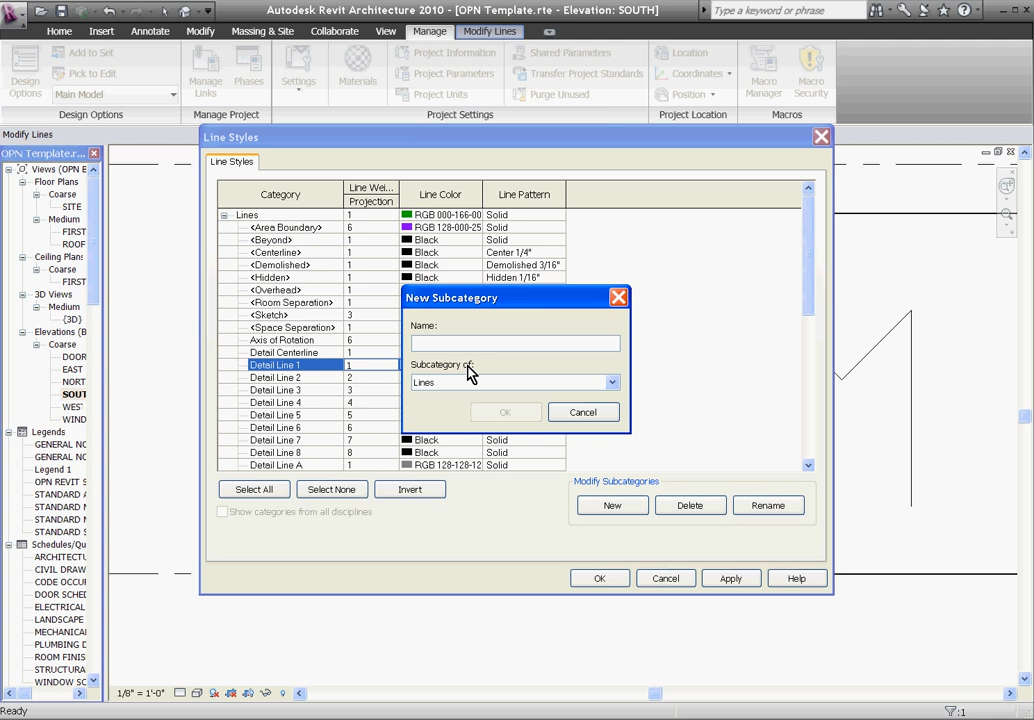 Autodesk Revit Architecture 2010 - [OPN Template.rte - Elevation: SOUTH]
Type a keyword or phrase
Home Insert Annotate Modify Massing & Site Collaborate View Manage Modify Lines
Design Options
Add to Set
Pick to Edit
Main Model
Manage Links
Phases
Settings
Materials
Project Information
Project Parameters
Project Units
Shared Parameters
Transfer Project Standards
Purge Unused
Location
Coordinates
Position
Macro Manager
Macro Security
Design Options Manage Project Project Settings Project Location Macros
Modify Lines
OPN Template.r...
Views (OPN E
Floor Plans
Coarse
SITE
Medium
FIRS
ROOF
Ceiling Plans
Coarse
FIRST
3D Views
Medium
{3D}
Elevations (B
Coarse
DOOR
EAST
NORT
SOUT
WES
WIND
Legends
GENERAL NO
GENERAL NO
Legend 1
OPN REVIT S
STANDARD A
STANDARD N
STANDARD N
STANDARD S
Schedules/Qu
ARCHITECTU
CIVIL DRAW
CODE OCCUF
DOOR SCHED
ELECTRICAL
LANDSCAPE
MECHANICA
PLUMBING D
ROOM FINIS
STRUCTURA
WINDOW SC
Line Styles
Line Styles
Category Line Wei... Line Color Line Pattern
Projection
Lines 1 RGB 000-166-00 Solid
<Area Boundary> 6 RGB 128-000-25 Solid
<Beyond> 1 Black Solid
<Centerline> 1 Black Center 1/4"
<Demolished> 1 Black Demolished 3/16"
<Hidden> 1 Black Hidden 1/16"
<Overhead> 1
<Room Separation> 1
<Sketch> 3
<Space Separation> 1
Axis of Rotation 6
Detail Centerline 1
Detail Line 1 1
Detail Line 2 2
Detail Line 3 3
Detail Line 4 4
Detail Line 5 5
Detail Line 6 6
Detail Line 7 7 Black Solid
Detail Line 8 8 Black Solid
Detail Line A 1 RGB 128-128-12 Solid
New Subcategory
Name:
Subcategory of:
Lines
OK Cancel
Select All Select None Invert
Show categories from all disciplines
Modify Subcategories
New Delete Rename
OK Cancel Apply Help
1/8" = 1'-0"
Ready
:1